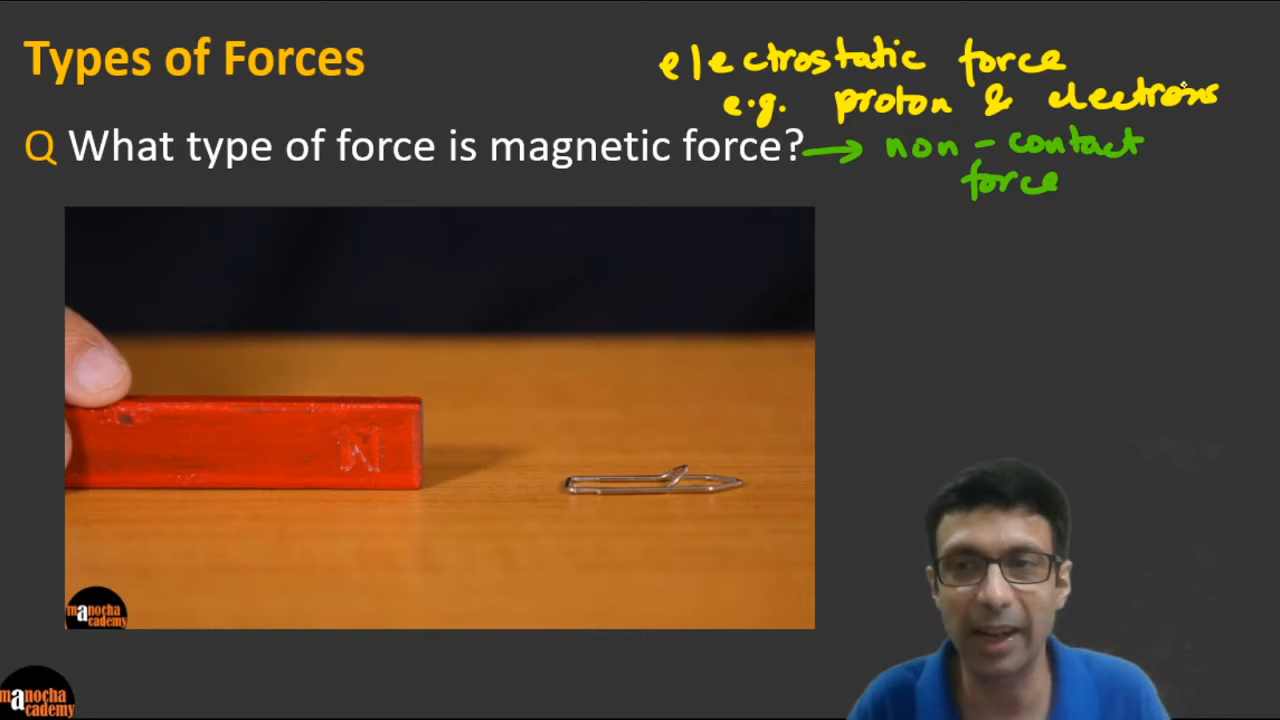 Types of Forces
electrostatic force
e.g. proton & electrons
Q What type of force is magnetic force? → non-contact
force
N
manocha
academy
manocha
academy